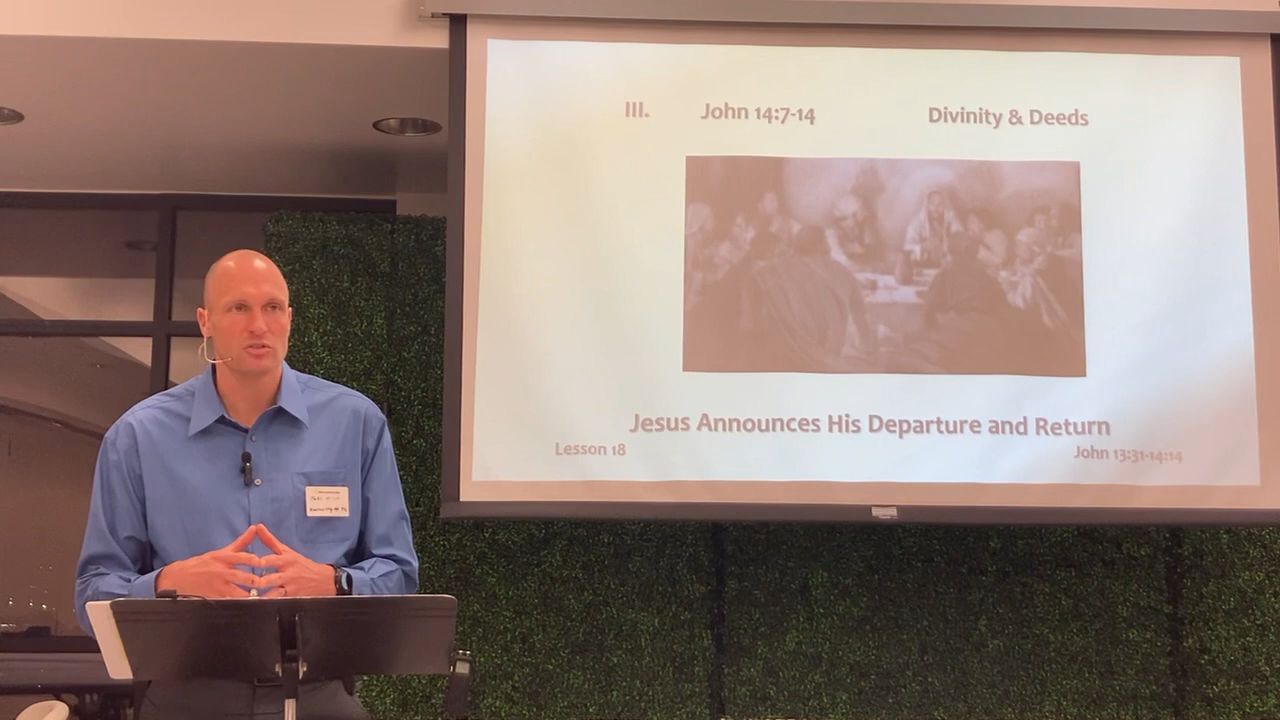 III. John 14:7-14 Divinity & Deeds
Jesus Announces His Departure and Return
Lesson 18 John 13:31-14:14